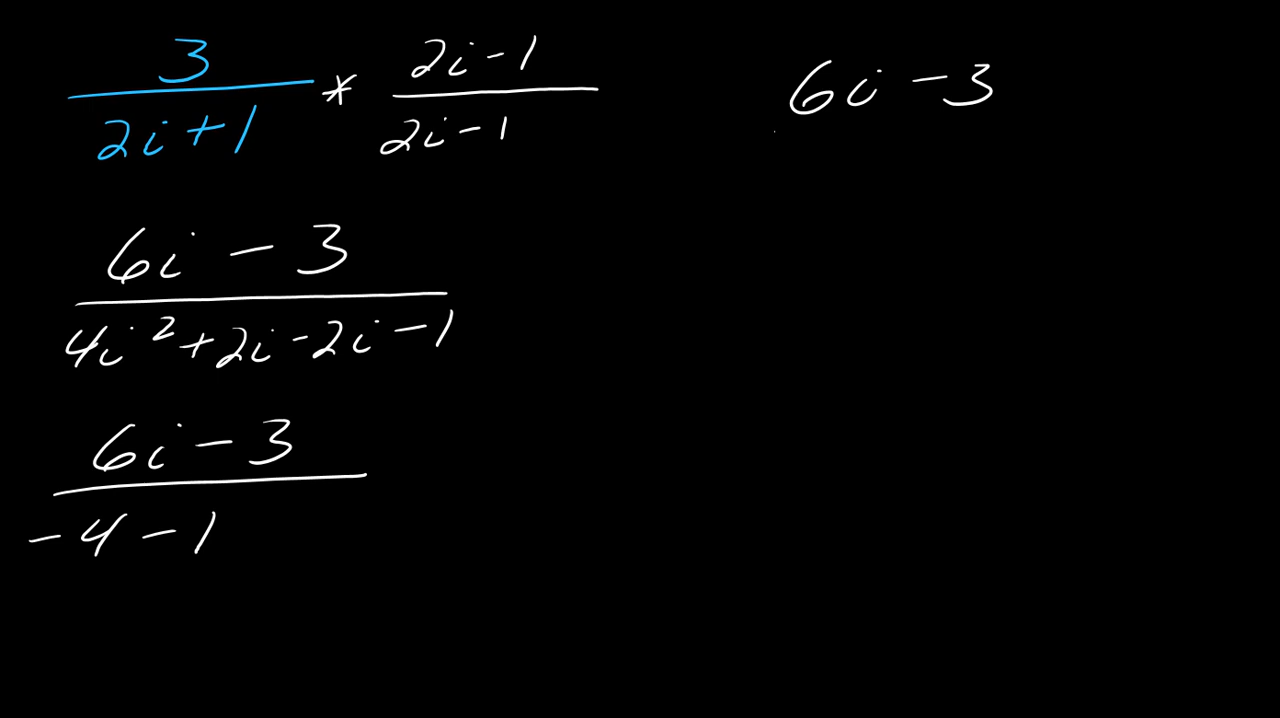 3 / 2i+1 * 2i-1 / 2i-1
6i - 3 / 4i² +2i -2i -1
6i - 3 / -4 -1
6i - 3